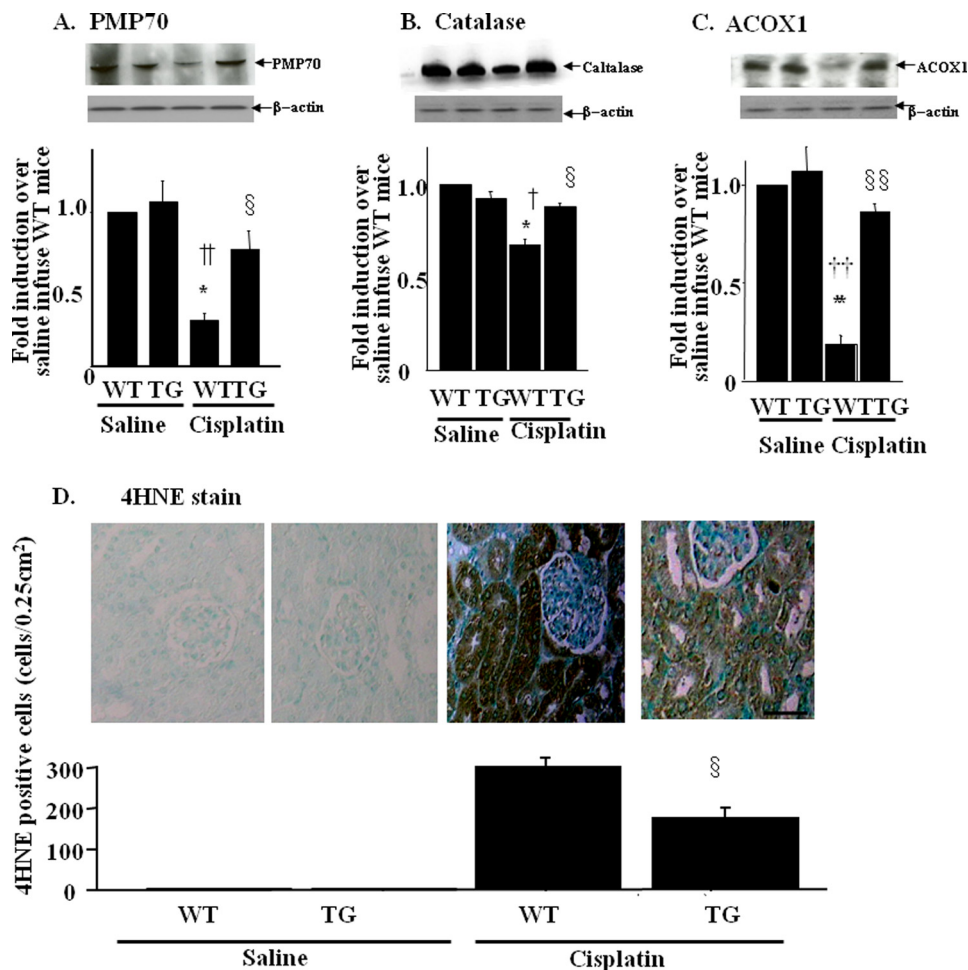 A. PMP70
PMP70
β-actin
Fold induction over
saline infuse WT mice
1.0
0.5
0
§
††
*
WT TG WTTG
Saline Cisplatin
B. Catalase
Caltalase
β-actin
Fold induction over
saline infuse WT mice
1.0
0.5
0
§
†
*
WT TGWTTG
Saline Cisplatin
C. ACOX1
ACOX1
β-actin
Fold induction over
saline infuse WT mice
1.0
0.5
0
§§
††
**
WT TG WTTG
Saline Cisplatin
D. 4HNE stain
4HNE positive cells (cells/0.25cm²)
300
200
100
0
§
WT TG WT TG
Saline Cisplatin